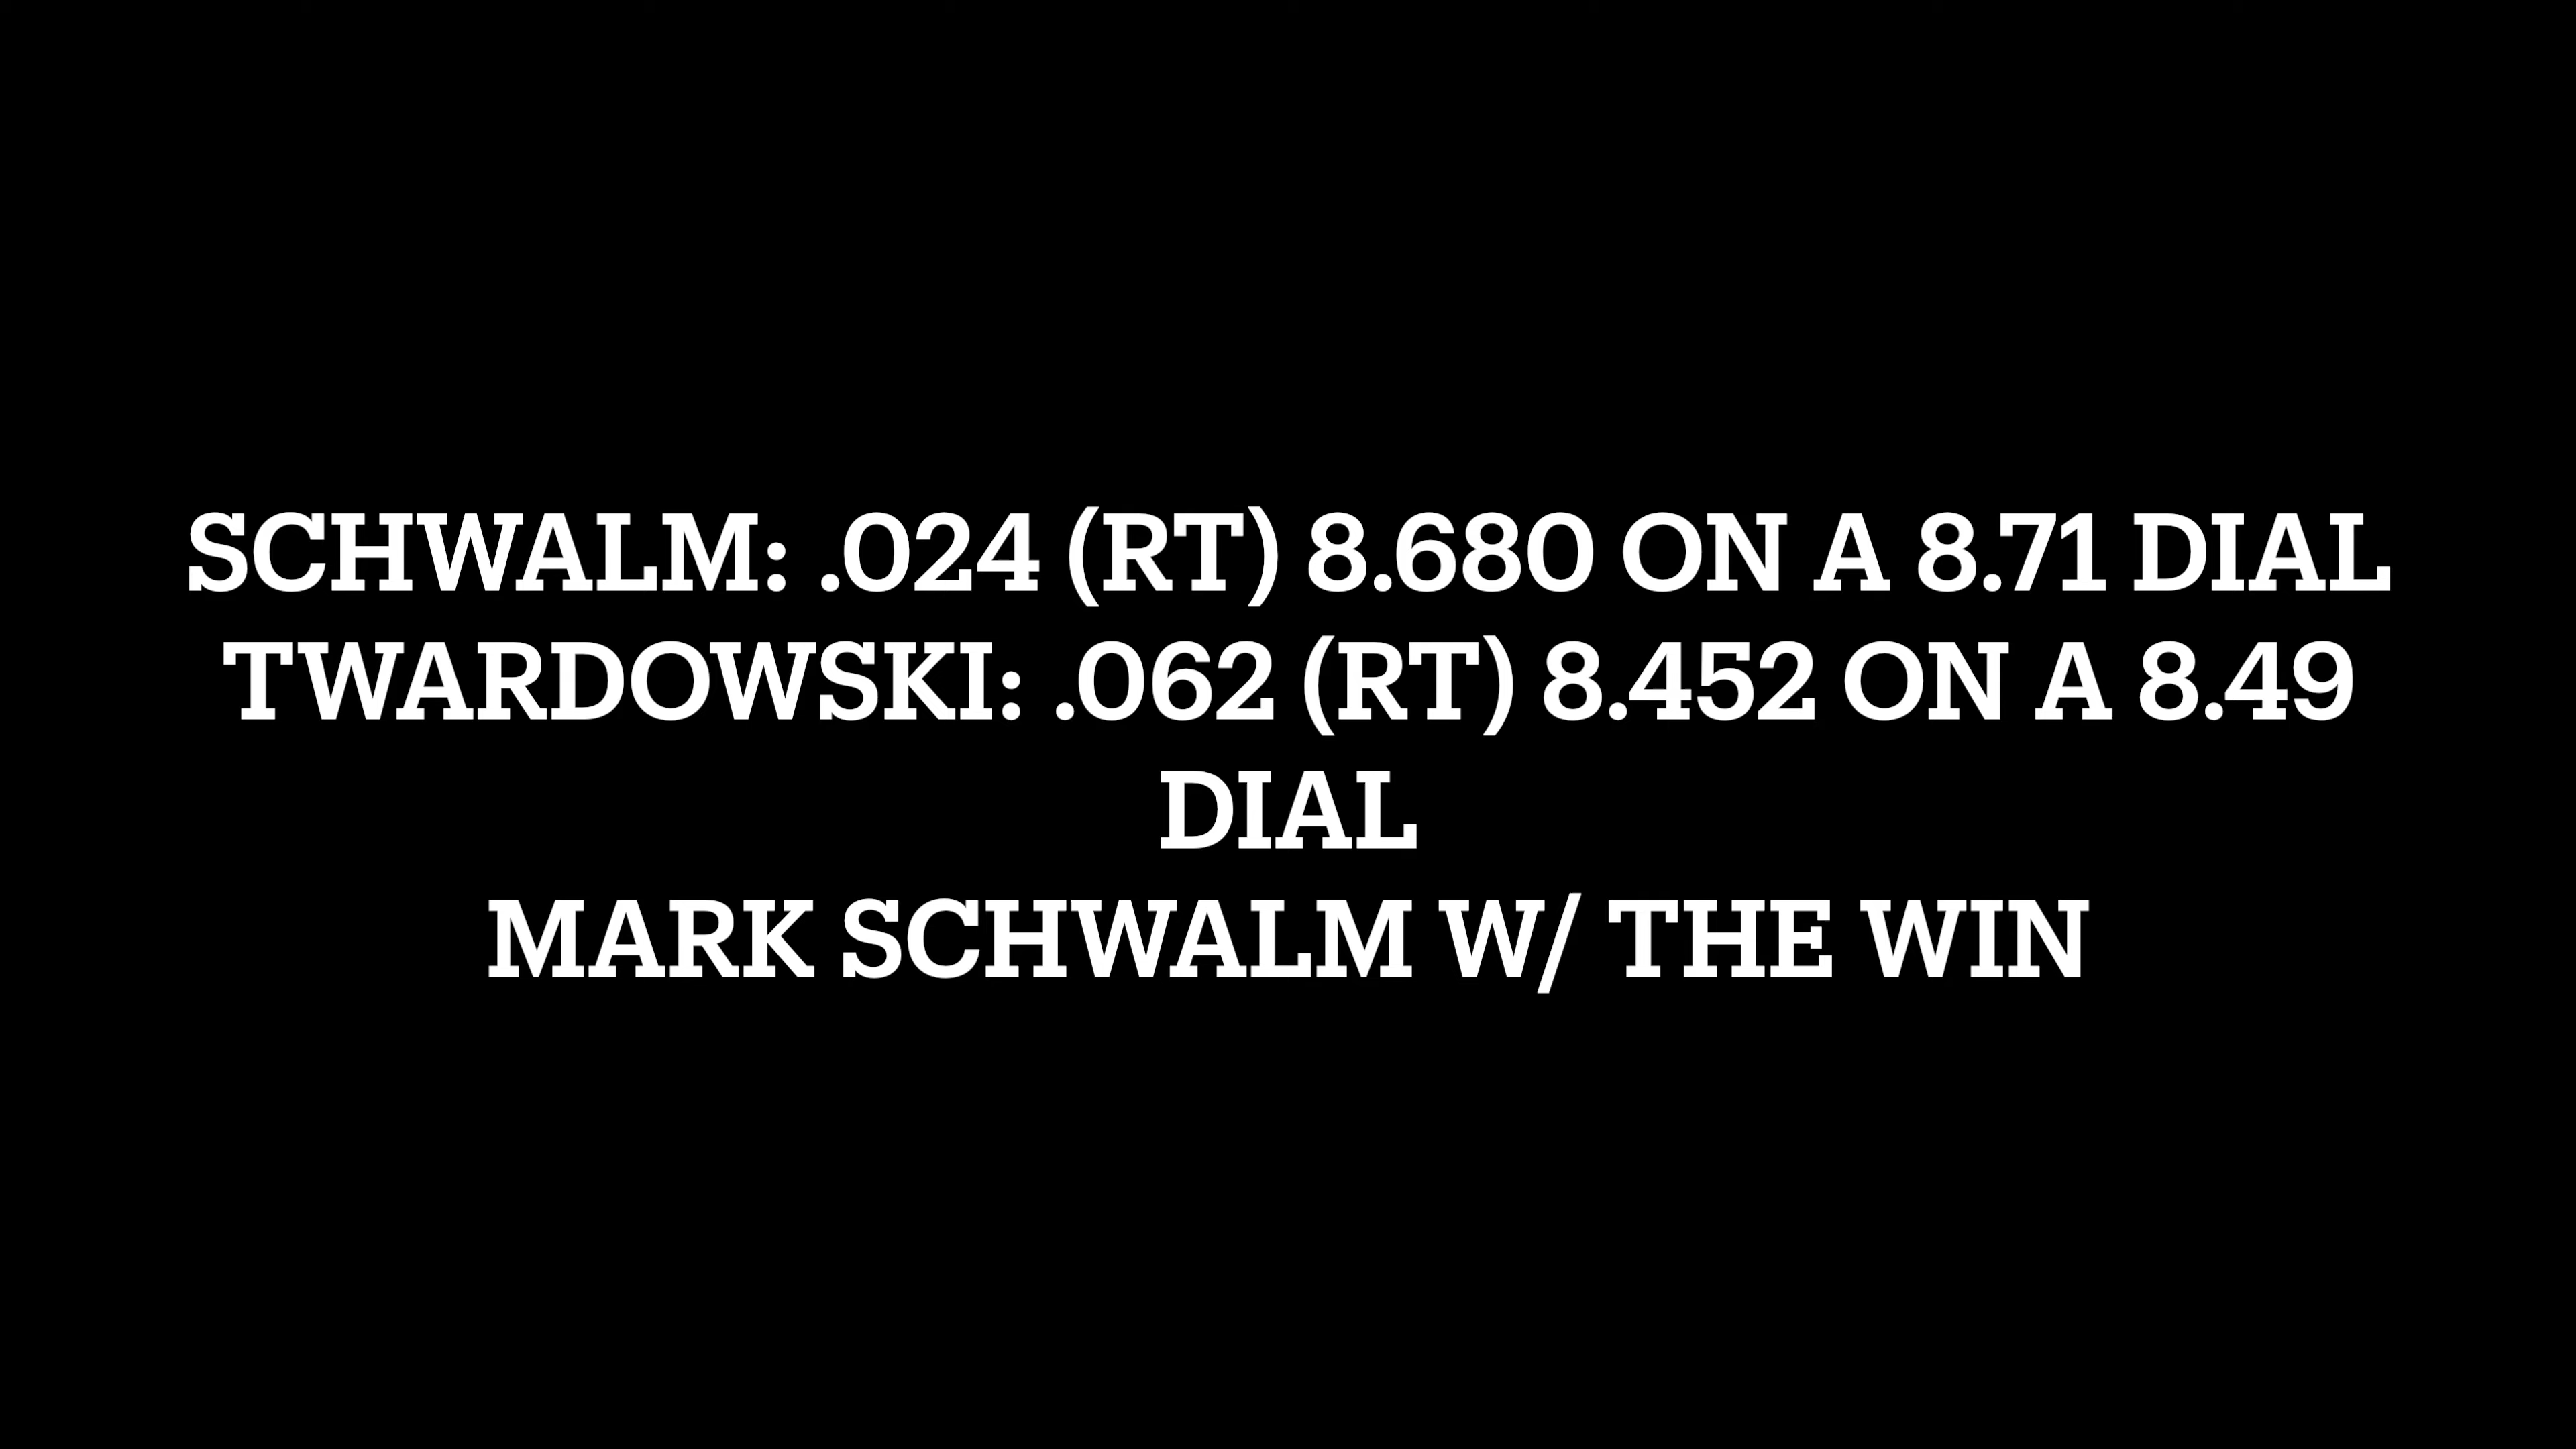 SCHWALM: .024 (RT) 8.680 ON A 8.71 DIAL
TWARDOWSKI: .062 (RT) 8.452 ON A 8.49
DIAL
MARK SCHWALM W/ THE WIN